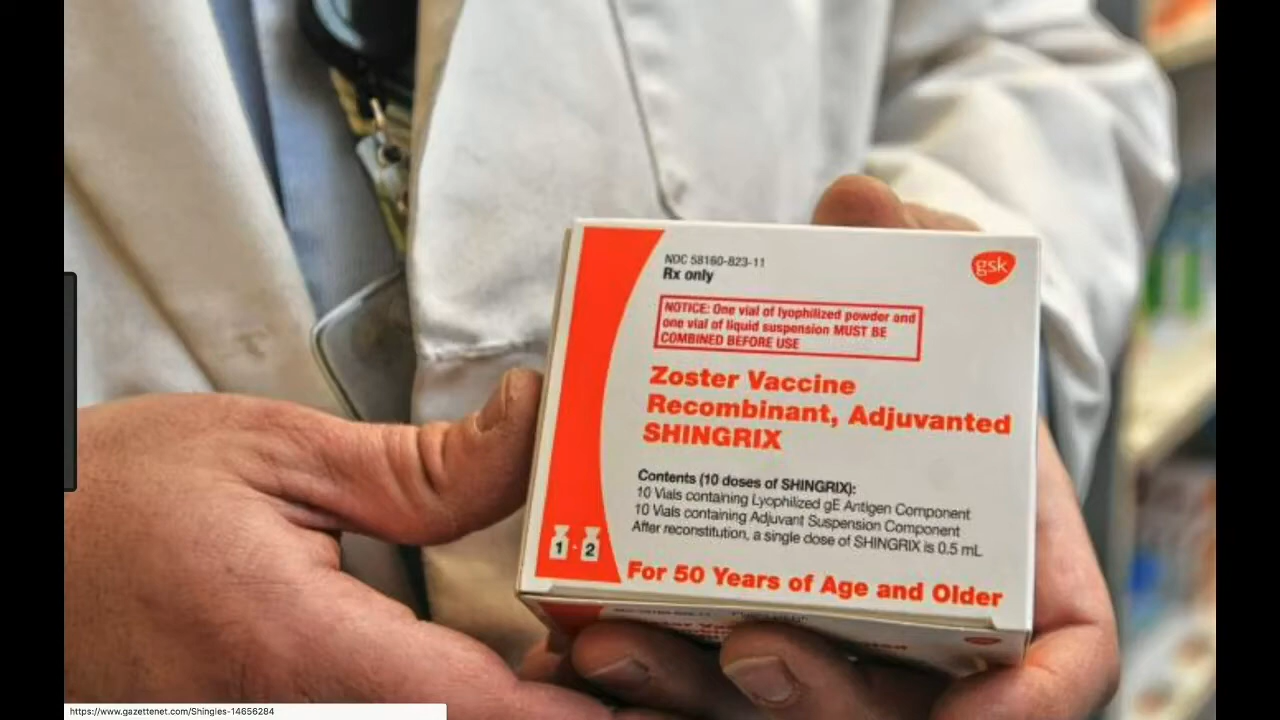 NDC 58160-823-11
Rx only
gsk
NOTICE: One vial of lyophilized powder and
one vial of liquid suspension MUST BE
COMBINED BEFORE USE
Zoster Vaccine
Recombinant, Adjuvanted
SHINGRIX
Contents (10 doses of SHINGRIX):
10 Vials containing Lyophilized gE Antigen Component
10 Vials containing Adjuvant Suspension Component
After reconstitution, a single dose of SHINGRIX is 0.5 mL
1 2
For 50 Years of Age and Older
https://www.gazettenet.com/Shingles-14656284